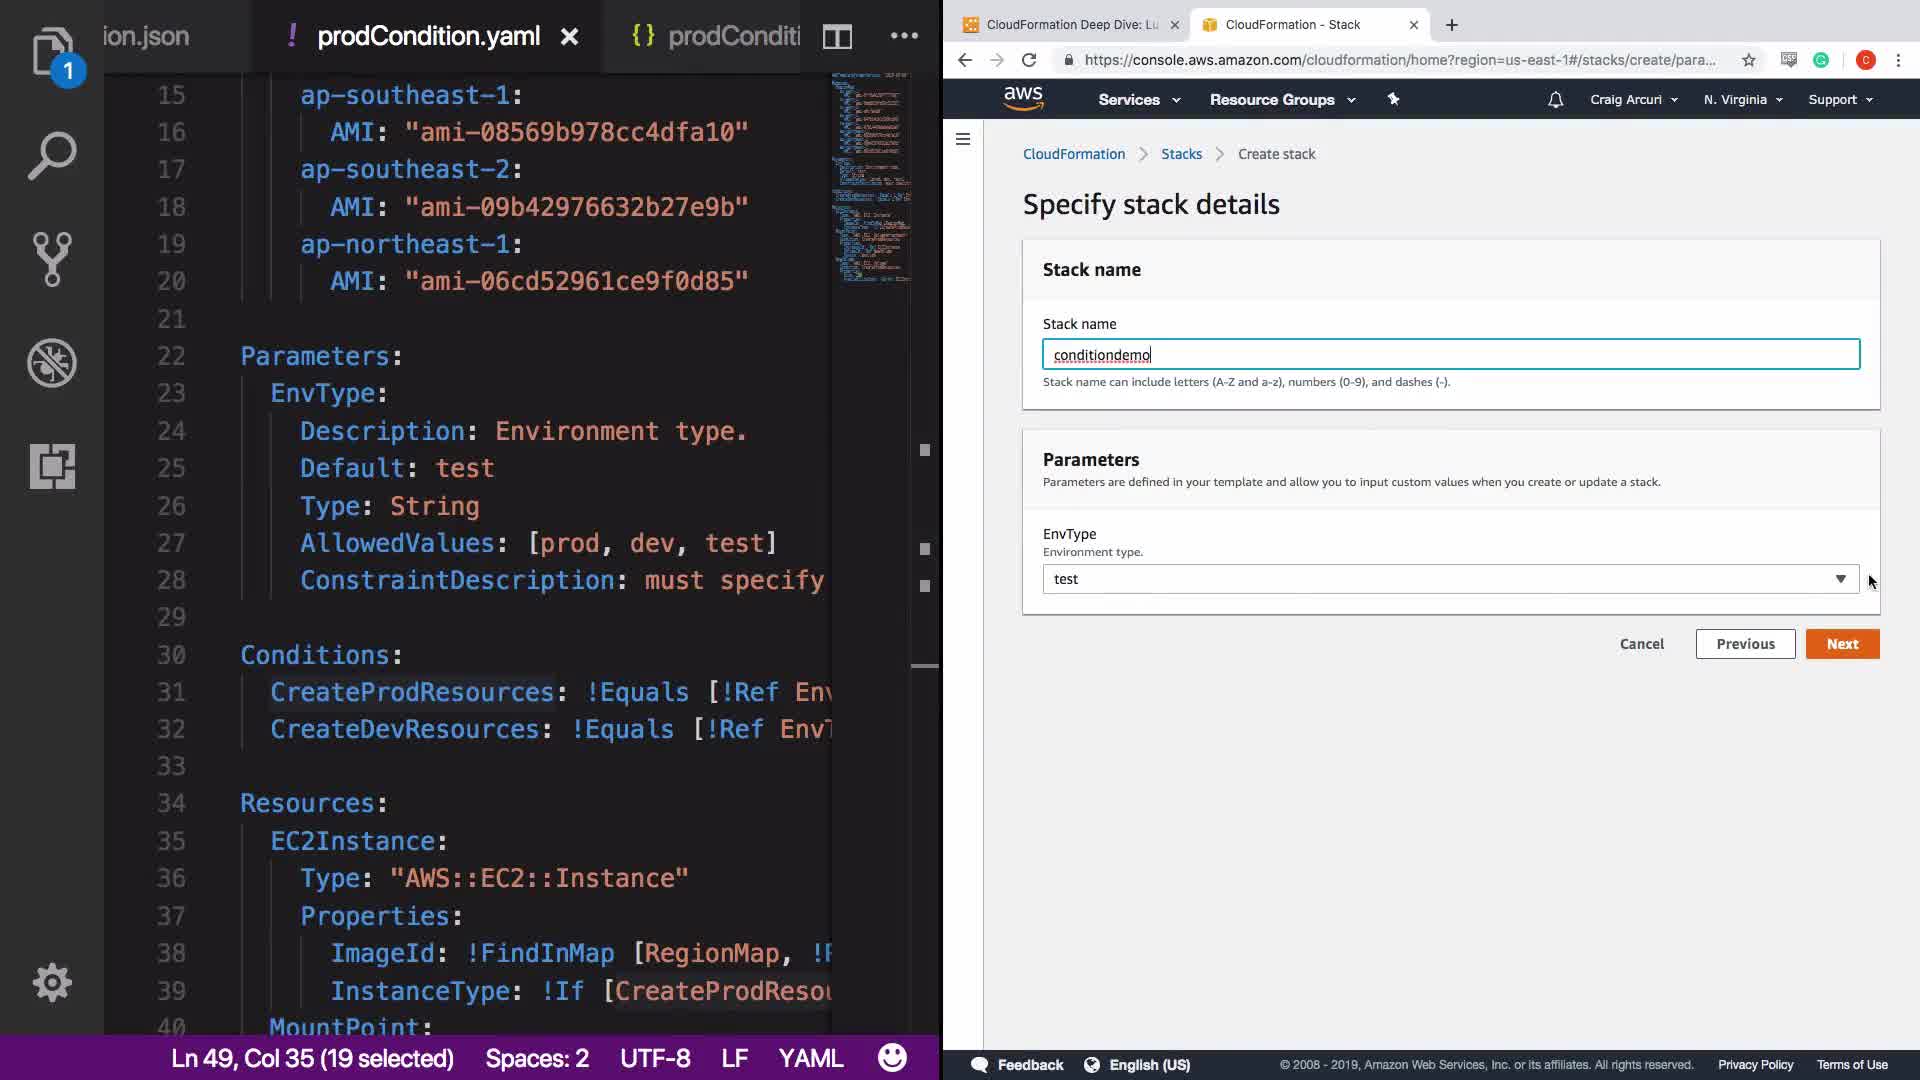 ion.json
! prodCondition.yaml ×
{} prodConditi
1
15 ap-southeast-1:
16 AMI: "ami-08569b978cc4dfa10"
17 ap-southeast-2:
18 AMI: "ami-09b42976632b27e9b"
19 ap-northeast-1:
20 AMI: "ami-06cd52961ce9f0d85"
21
22 Parameters:
23 EnvType:
24 Description: Environment type.
25 Default: test
26 Type: String
27 AllowedValues: [prod, dev, test]
28 ConstraintDescription: must specify
29
30 Conditions:
31 CreateProdResources: !Equals [!Ref Env
32 CreateDevResources: !Equals [!Ref EnvT
33
34 Resources:
35 EC2Instance:
36 Type: "AWS::EC2::Instance"
37 Properties:
38 ImageId: !FindInMap [RegionMap, !R
39 InstanceType: !If [CreateProdResou
40 MountPoint:
Ln 49, Col 35 (19 selected) Spaces: 2 UTF-8 LF YAML
CloudFormation Deep Dive: Lu ×
CloudFormation - Stack ×
https://console.aws.amazon.com/cloudformation/home?region=us-east-1#/stacks/create/para...
C
aws Services Resource Groups Craig Arcuri N. Virginia Support
CloudFormation > Stacks > Create stack
Specify stack details
Stack name
Stack name
conditiondemo
Stack name can include letters (A-Z and a-z), numbers (0-9), and dashes (-).
Parameters
Parameters are defined in your template and allow you to input custom values when you create or update a stack.
EnvType
Environment type.
test
Cancel Previous Next
Feedback English (US) © 2008 - 2019, Amazon Web Services, Inc. or its affiliates. All rights reserved. Privacy Policy Terms of Use